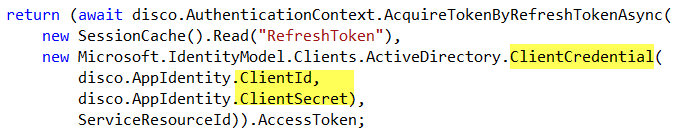 return (await disco.AuthenticationContext.AcquireTokenByRefreshTokenAsync(
new SessionCache().Read("RefreshToken"),
new Microsoft.IdentityModel.Clients.ActiveDirectory.ClientCredential(
disco.AppIdentity.ClientId,
disco.AppIdentity.ClientSecret),
ServiceResourceId)).AccessToken;